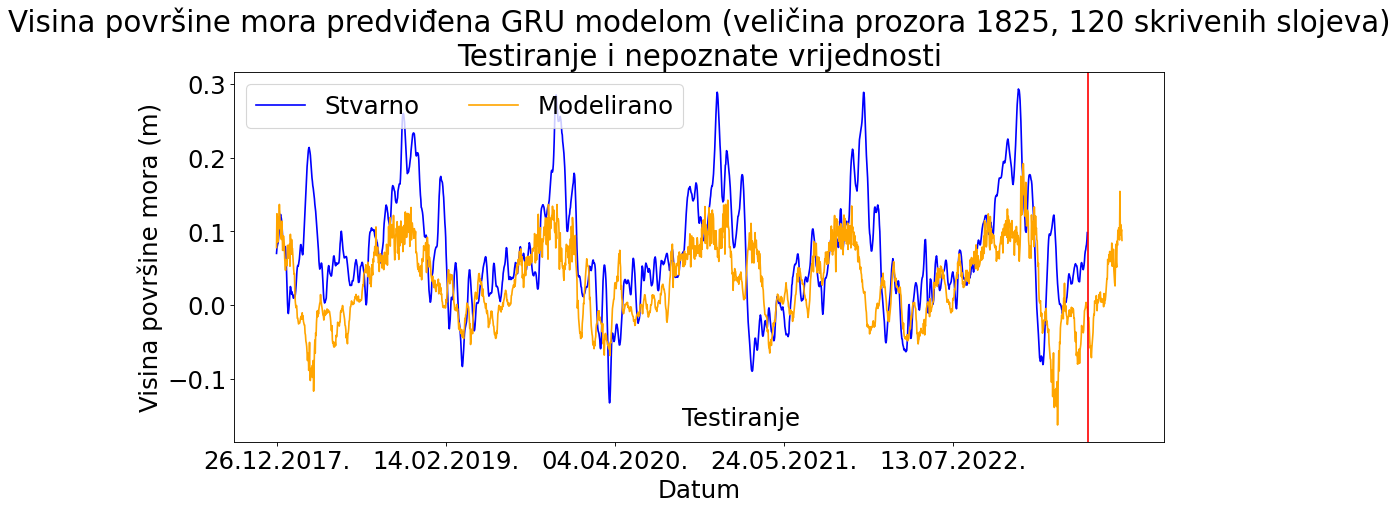 Visina površine mora predviđena GRU modelom (veličina prozora 1825, 120 skrivenih slojeva)
Testiranje i nepoznate vrijednosti
Stvarno
Modelirano
Visina površine mora (m)
0.3
0.2
0.1
0.0
−0.1
Testiranje
26.12.2017.
14.02.2019.
04.04.2020.
24.05.2021.
13.07.2022.
Datum